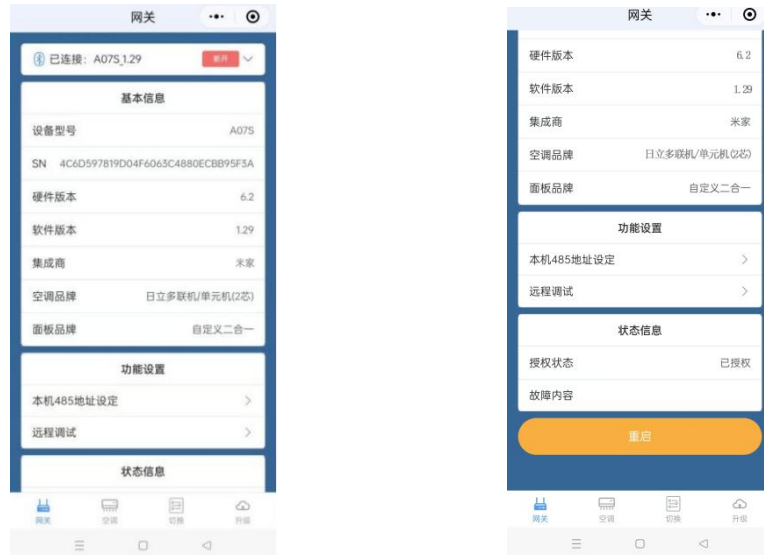 网关
已连接：A07S_1.29
断开
基本信息
设备型号 A07S
SN 4C6D597819D04F6063C4880ECBB95F3A
硬件版本 6.2
软件版本 1.29
集成商 米家
空调品牌 日立多联机/单元机(2芯)
面板品牌 自定义二合一
功能设置
本机485地址设定
远程调试
状态信息
网关 空调 切换 升级
网关
硬件版本 6.2
软件版本 1.29
集成商 米家
空调品牌 日立多联机/单元机(2芯)
面板品牌 自定义二合一
功能设置
本机485地址设定
远程调试
状态信息
授权状态 已授权
故障内容
重启
网关 空调 切换 升级